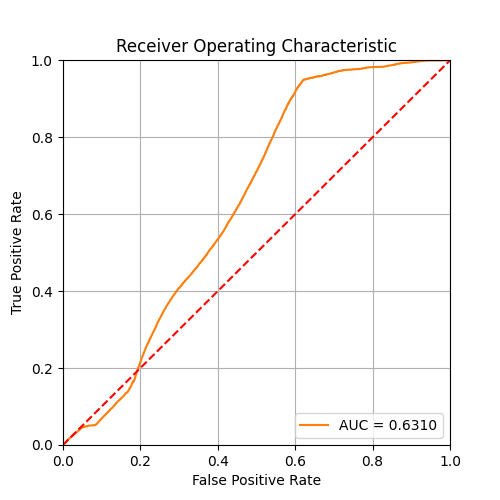 Receiver Operating Characteristic
True Positive Rate
1.0
0.8
0.6
0.4
0.2
0.0
AUC = 0.6310
0.0 0.2 0.4 0.6 0.8 1.0
False Positive Rate